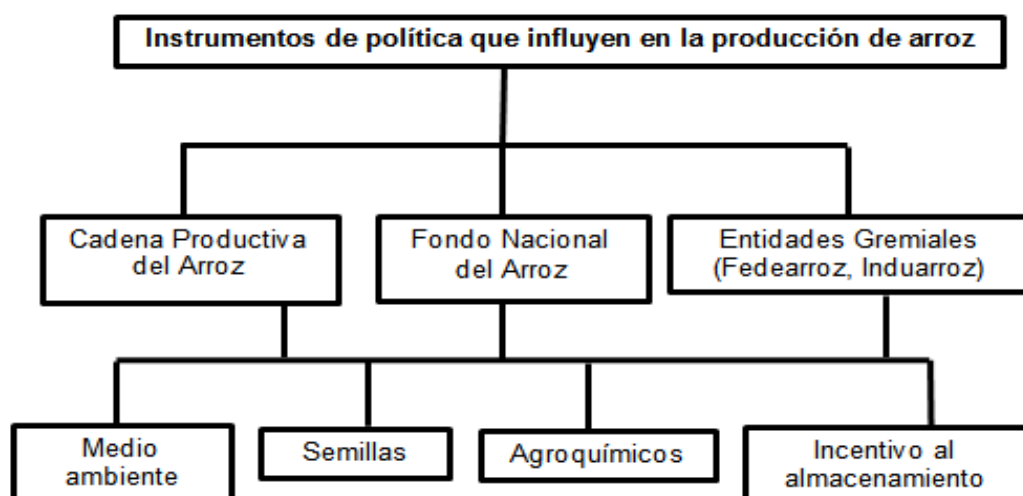 Instrumentos de política que influyen en la producción de arroz
Cadena Productiva
del Arroz
Fondo Nacional
del Arroz
Entidades Gremiales
(Fedearroz, Induarroz)
Medio
ambiente
Semillas
Agroquímicos
Incentivo al
almacenamiento